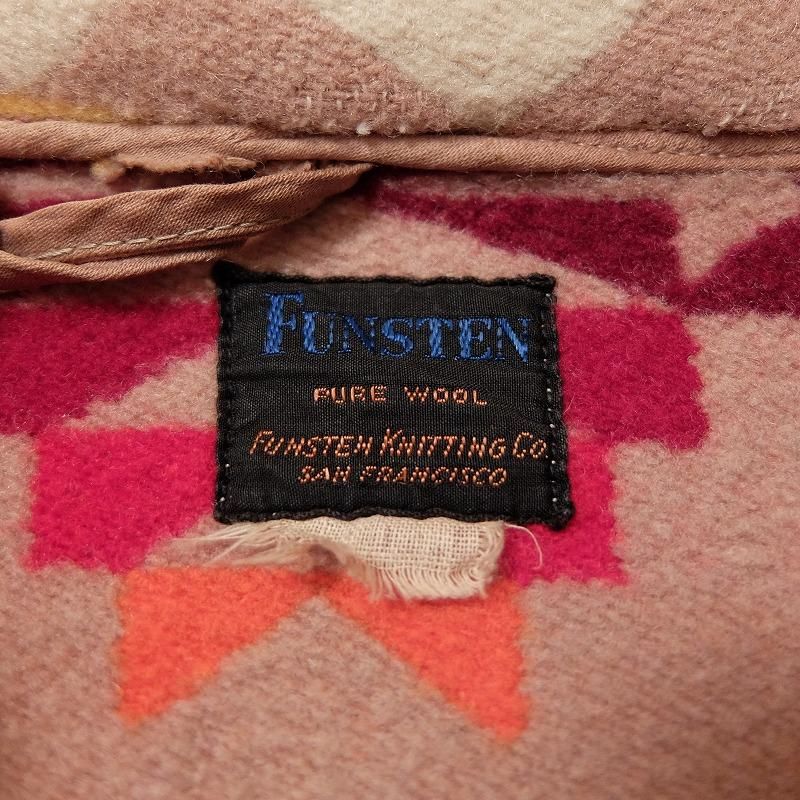 FUNSTEN
PURE WOOL
FUNSTEN KNITTING CO
SAN FRANCISCO